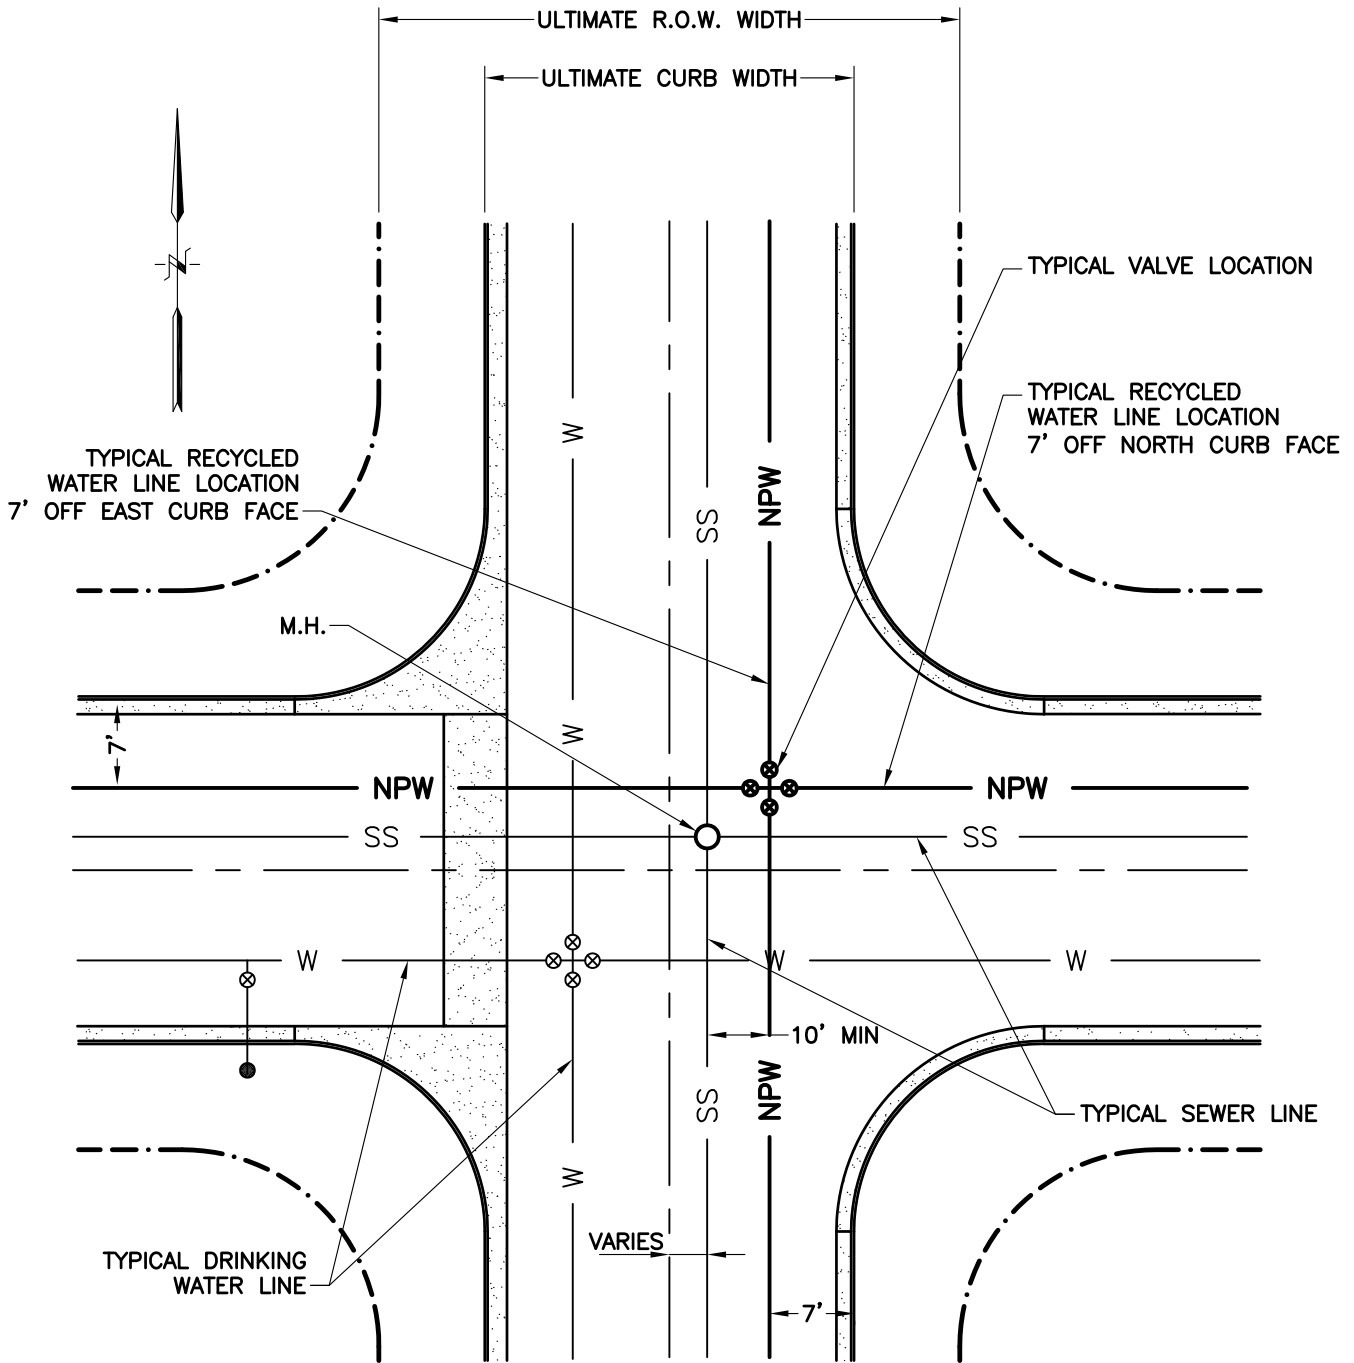 ULTIMATE R.O.W. WIDTH
ULTIMATE CURB WIDTH
N
TYPICAL VALVE LOCATION
TYPICAL RECYCLED
WATER LINE LOCATION
7' OFF NORTH CURB FACE
W
TYPICAL RECYCLED
WATER LINE LOCATION
7' OFF EAST CURB FACE
SS
NPW
M.H.
W
7'
NPW
NPW
SS
SS
W
W
W
10' MIN
SS
NPW
TYPICAL SEWER LINE
W
VARIES
TYPICAL DRINKING
WATER LINE
7'